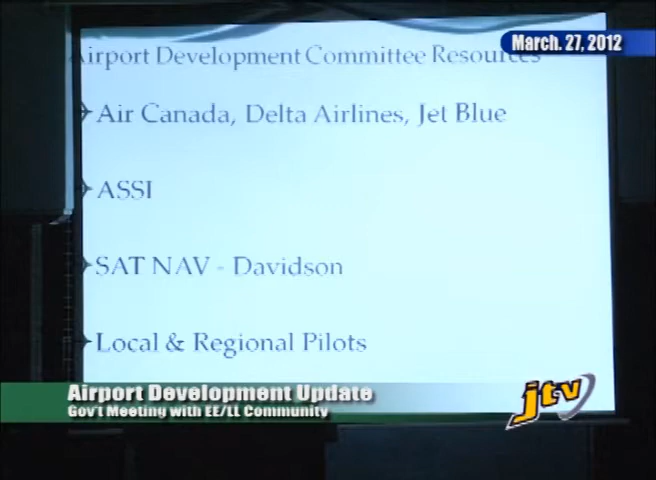 Airport Development Committee Resources
March. 27, 2012
Air Canada, Delta Airlines, Jet Blue
ASSI
SAT NAV - Davidson
Local & Regional Pilots
Airport Development Update
Gov't Meeting with EE/LL Community
jtv